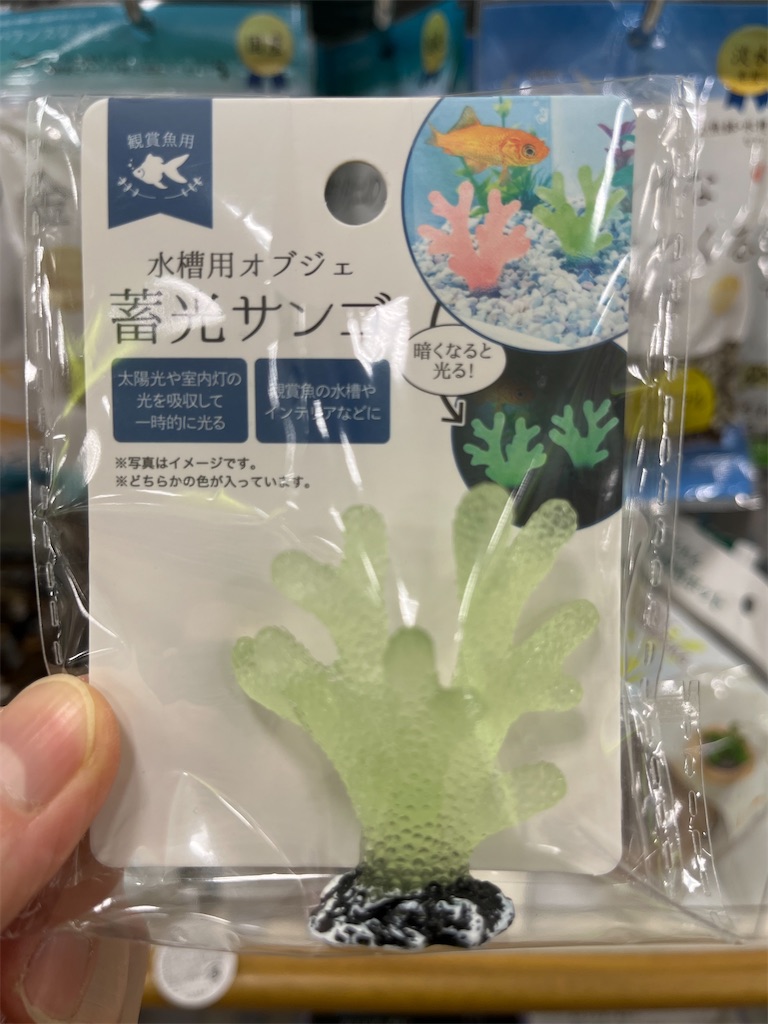 観賞魚用
水槽用オブジェ
蓄光サンゴ
暗くなると
光る!
太陽光や室内灯の
光を吸収して
一時的に光る
観賞魚の水槽や
インテリアなどに
※写真はイメージです。
※どちらかの色が入っています。
淡水